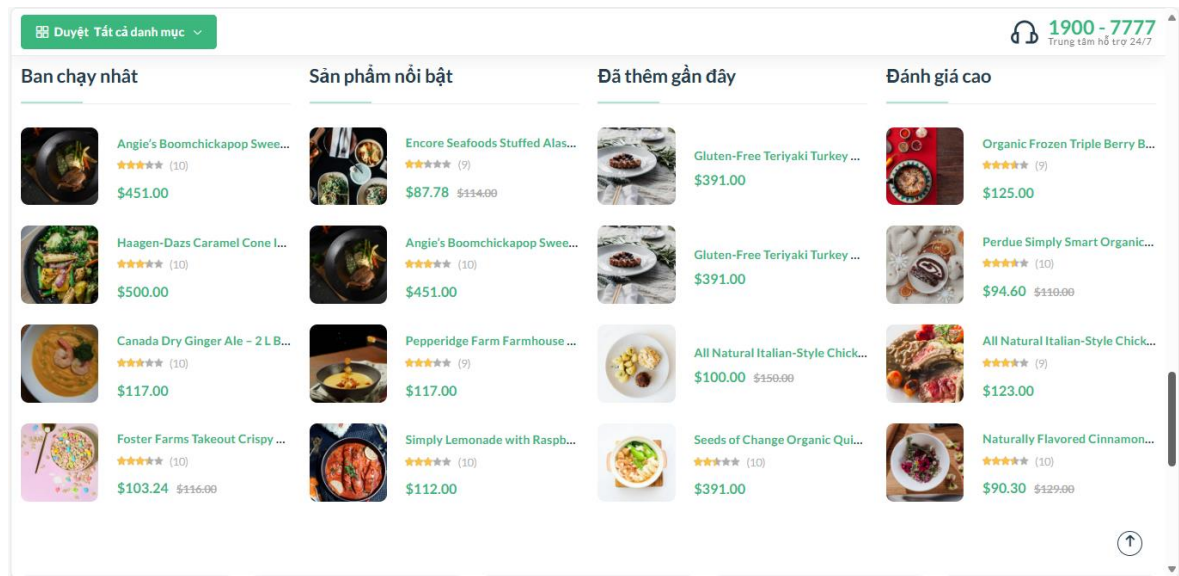 Duyệt Tất cả danh mục
1900 - 7777
Trung tâm hỗ trợ 24/7
Ban chạy nhât
Angie's Boomchickapop Swee...
(10)
$451.00
Haagen-Dazs Caramel Cone I...
(10)
$500.00
Canada Dry Ginger Ale – 2 L B...
(10)
$117.00
Foster Farms Takeout Crispy ...
(10)
$103.24 $116.00
Sản phẩm nổi bật
Encore Seafoods Stuffed Alas...
(9)
$87.78 $114.00
Angie's Boomchickapop Swee...
(10)
$451.00
Pepperidge Farm Farmhouse ...
(9)
$117.00
Simply Lemonade with Raspb...
(10)
$112.00
Đã thêm gần đây
Gluten-Free Teriyaki Turkey ...
$391.00
Gluten-Free Teriyaki Turkey ...
$391.00
All Natural Italian-Style Chick...
$100.00 $150.00
Seeds of Change Organic Qui...
(10)
$391.00
Đánh giá cao
Organic Frozen Triple Berry B...
(9)
$125.00
Perdue Simply Smart Organic...
(10)
$94.60 $110.00
All Natural Italian-Style Chick...
(9)
$123.00
Naturally Flavored Cinnamon...
(10)
$90.30 $129.00